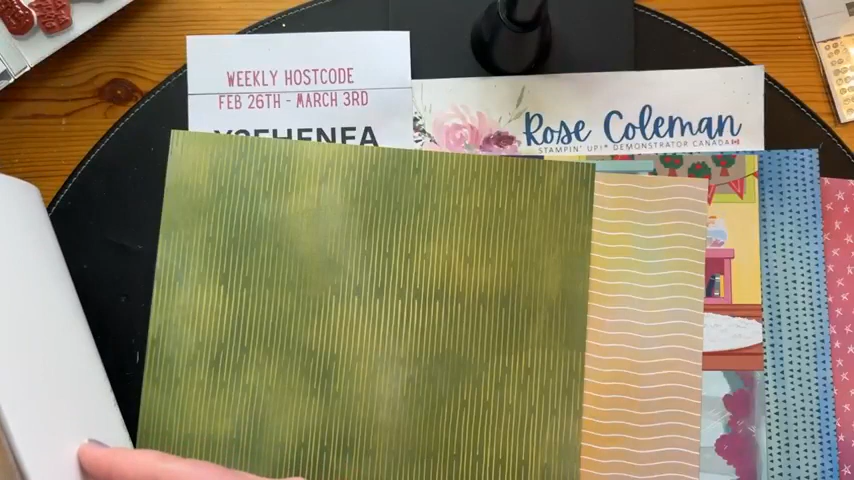 WEEKLY HOSTCODE
FEB 26TH - MARCH 3RD
Rose Coleman
STAMPIN' UP!® DEMONSTRATOR CANADA